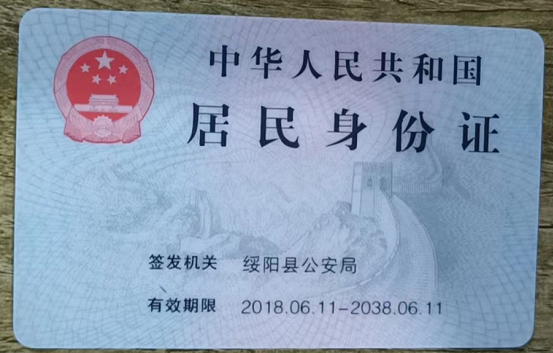 中华人民共和国
居民身份证
签发机关 绥阳县公安局
有效期限 2018.06.11-2038.06.11